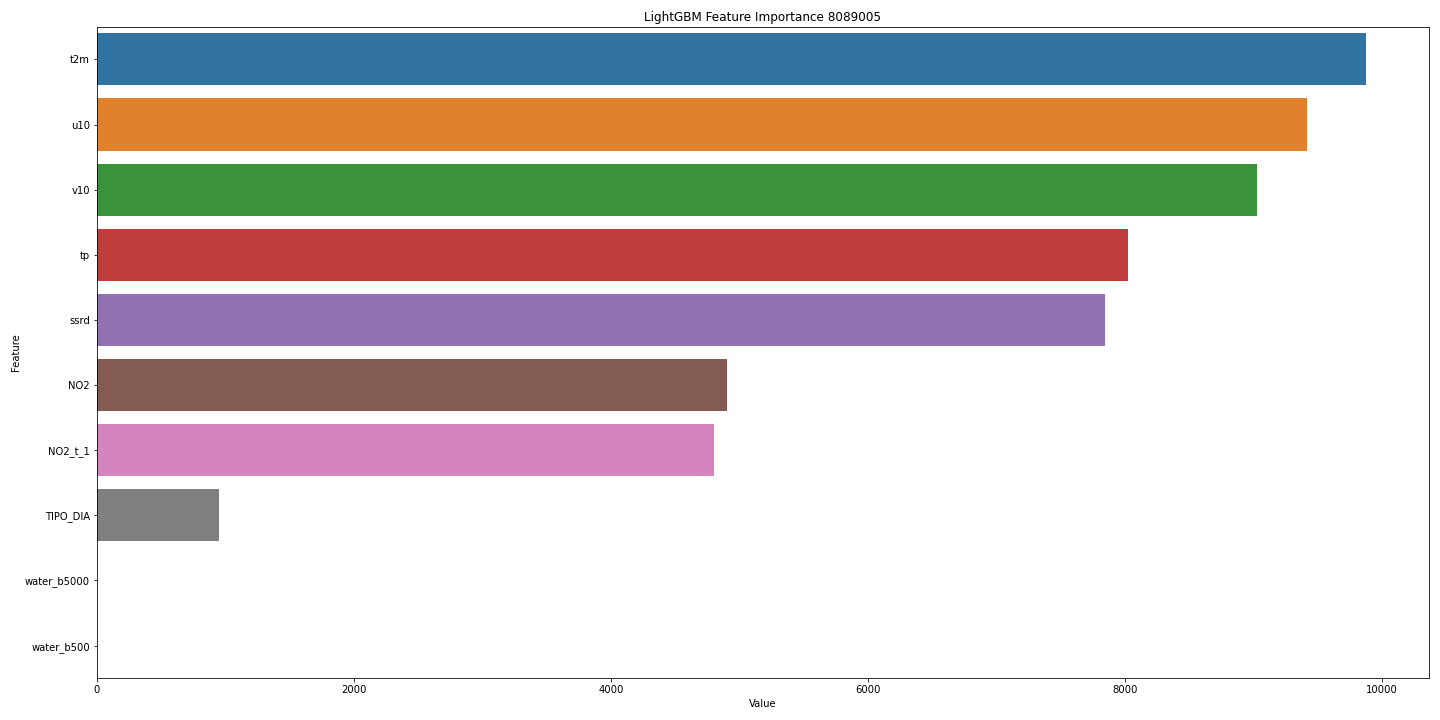 LightGBM Feature Importance 8089005
t2m
u10
v10
tp
ssrd
Feature
NO2
NO2_t_1
TIPO_DIA
water_b5000
water_b500
0 2000 4000 6000 8000 10000
Value